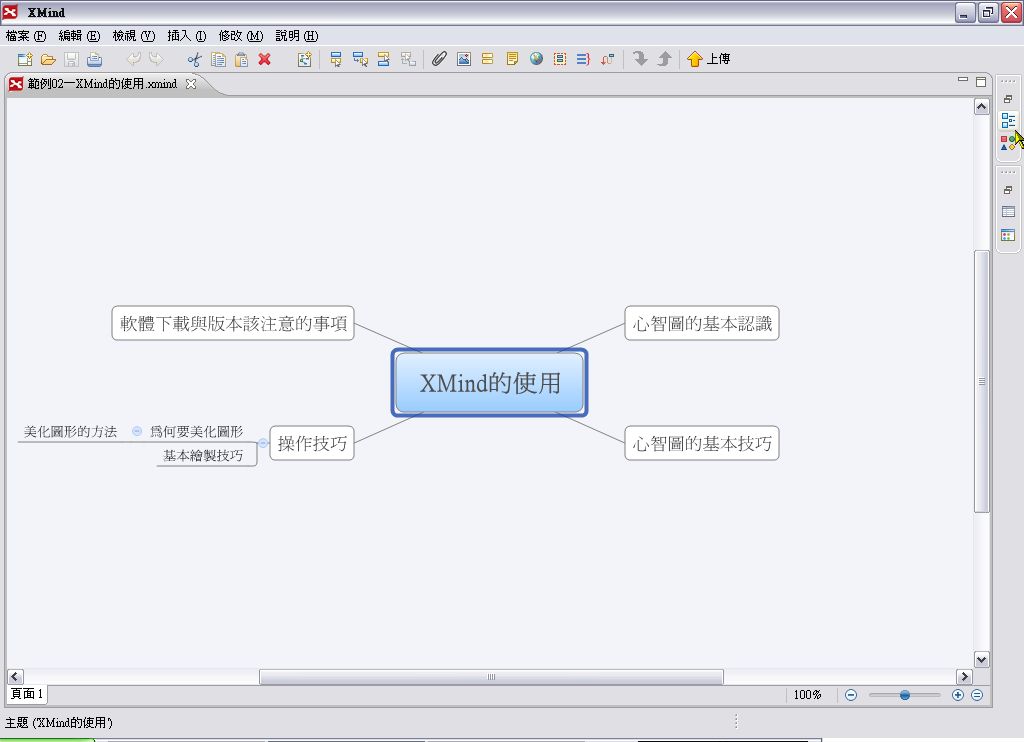 XMind
檔案 (F) 編輯 (E) 檢視 (V) 插入 (I) 修改 (M) 說明 (H)
上傳
範例02一XMind的使用.xmind
軟體下載與版本該注意的事項
心智圖的基本認識
XMind的使用
美化圖形的方法
爲何要美化圖形
基本繪製技巧
操作技巧
心智圖的基本技巧
頁面 1
100%
主題 ('XMind的使用')